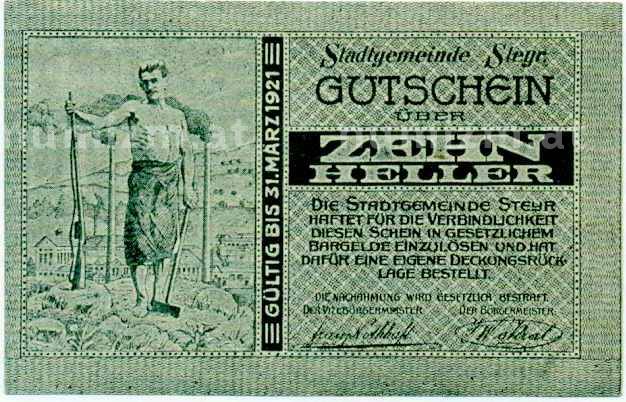 GÜLTIG BIS 31. MÄRZ 1921
Stadtgemeinde Steyr.
GUTSCHEIN
ÜBER
ZEHN
HELLER
DIE STADTGEMEINDE STEYR
HAFTET FÜR DIE VERBINDLICHKEIT
DIESEN SCHEIN IN GESETZLICHEM
BARGELDE EINZULÖSEN UND HAT
DAFÜR EINE EIGENE DECKUNGSRÜCK-
LAGE BESTELLT.
DIE NACHAHMUNG WIRD GESETZLICH BESTRAFT.
DER VIZEBÜRGERMEISTER DER BÜRGERMEISTER